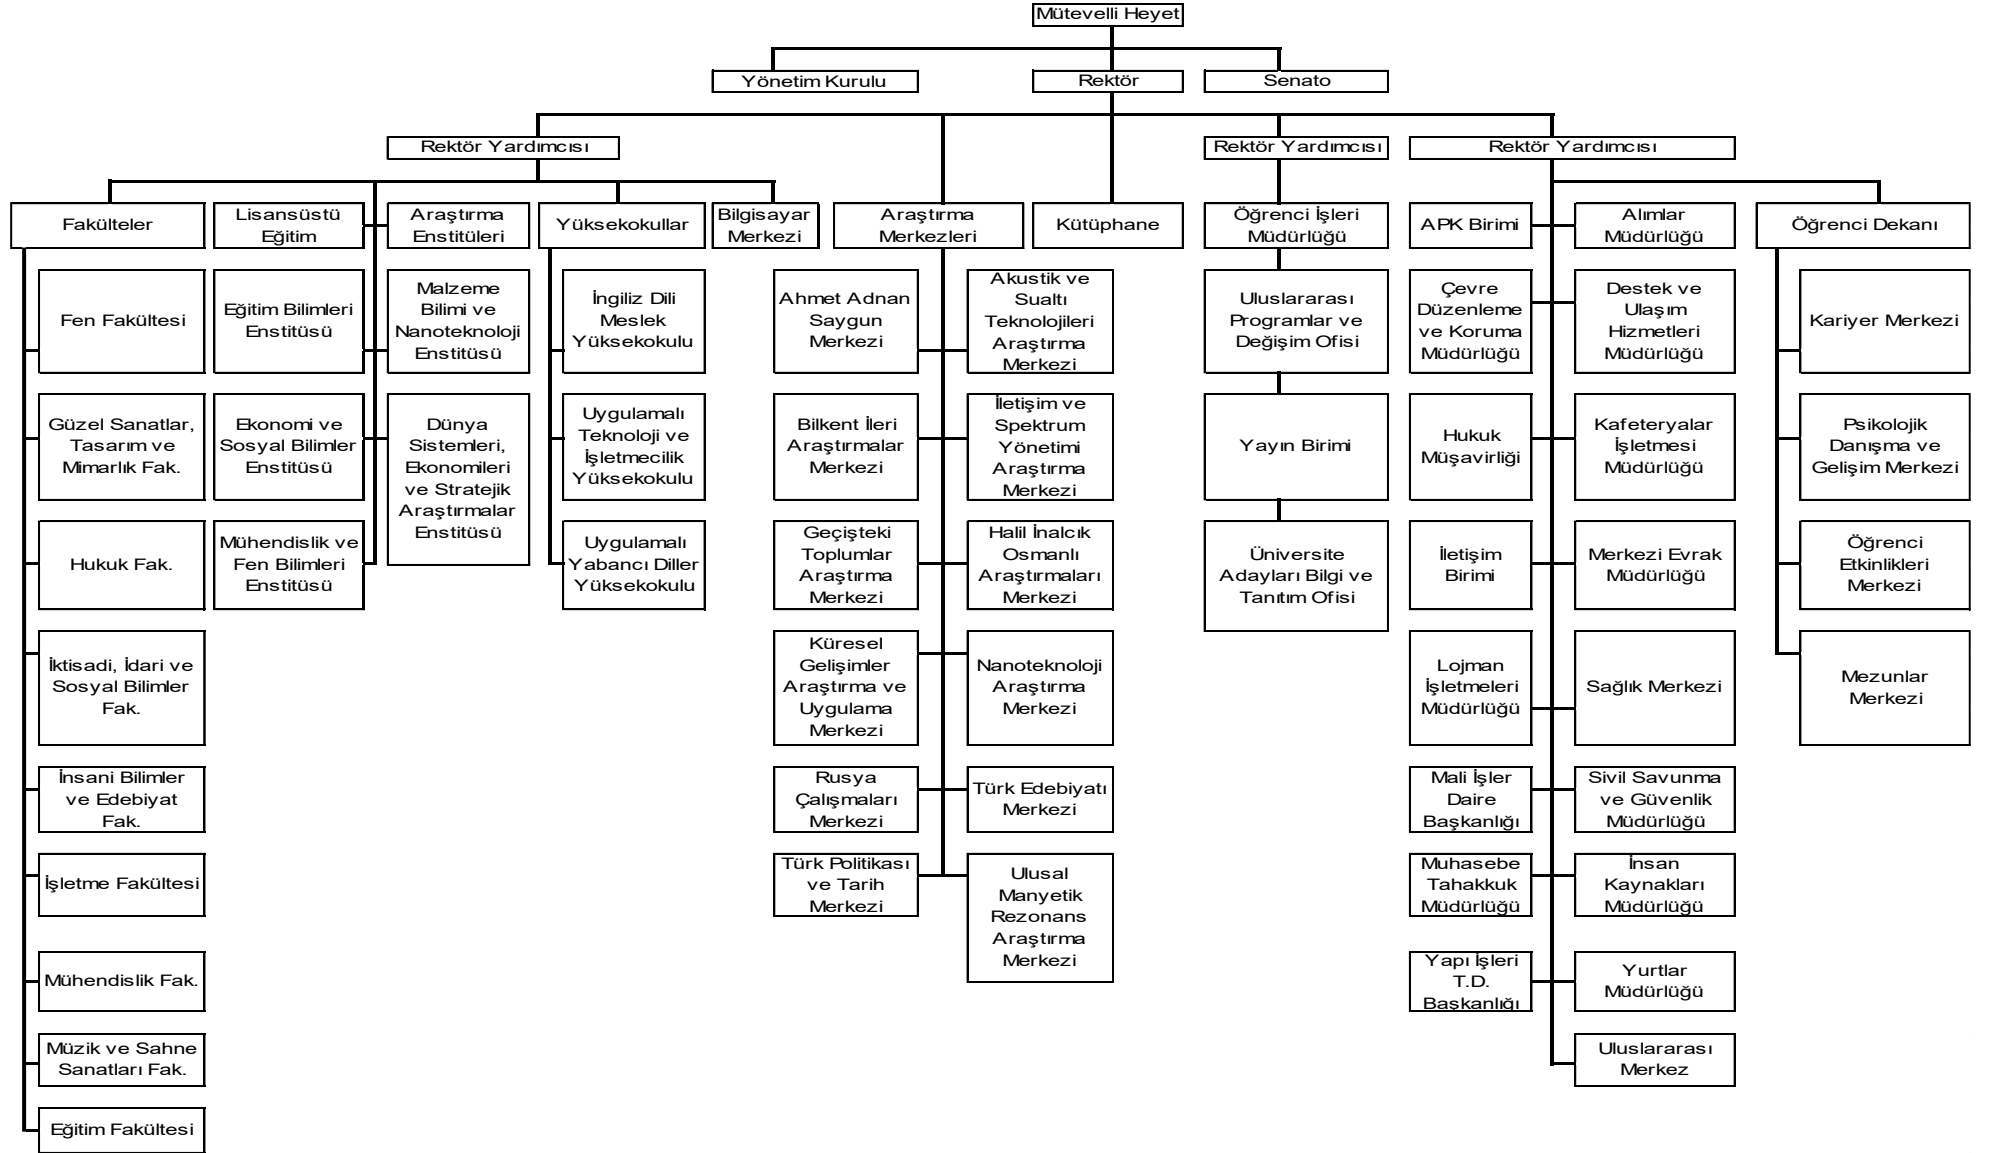 Mütevelli Heyet
Yönetim Kurulu
Rektör
Senato
Rektör Yardımcısı
Rektör Yardımcısı
Rektör Yardımcısı
Fakülteler
Lisansüstü
Eğitim
Araştırma
Enstitüleri
Yüksekokullar
Bilgisayar
Merkezi
Araştırma
Merkezleri
Kütüphane
Öğrenci İşleri
Müdürlüğü
APK Birimi
Alımlar
Müdürlüğü
Öğrenci Dekanı
Fen Fakültesi
Eğitim Bilimleri
Enstitüsü
Malzeme
Bilimi ve
Nanoteknoloji
Enstitüsü
İngiliz Dili
Meslek
Yüksekokulu
Ahmet Adnan
Saygun
Merkezi
Akustik ve
Sualtı
Teknolojileri
Araştırma
Merkezi
Uluslararası
Programlar ve
Değişim Ofisi
Çevre
Düzenleme
ve Koruma
Müdürlüğü
Destek ve
Ulaşım
Hizmetleri
Müdürlüğü
Kariyer Merkezi
Güzel Sanatlar,
Tasarım ve
Mimarlık Fak.
Ekonomi ve
Sosyal Bilimler
Enstitüsü
Dünya
Sistemleri,
Ekonomileri
ve Stratejik
Araştırmalar
Enstitüsü
Uygulamalı
Teknoloji ve
İşletmecilik
Yüksekokulu
Bilkent İleri
Araştırmalar
Merkezi
İletişim ve
Spektrum
Yönetimi
Araştırma
Merkezi
Yayın Birimi
Hukuk
Müşavirliği
Kafeteryalar
İşletmesi
Müdürlüğü
Psikolojik
Danışma ve
Gelişim Merkezi
Hukuk Fak.
Mühendislik ve
Fen Bilimleri
Enstitüsü
Uygulamalı
Yabancı Diller
Yüksekokulu
Geçişteki
Toplumlar
Araştırma
Merkezi
Halil İnalcık
Osmanlı
Araştırmaları
Merkezi
Üniversite
Adayları Bilgi ve
Tanıtım Ofisi
İletişim
Birimi
Merkezi Evrak
Müdürlüğü
Öğrenci
Etkinlikleri
Merkezi
İktisadi, İdari ve
Sosyal Bilimler
Fak.
Küresel
Gelişimler
Araştırma ve
Uygulama
Merkezi
Nanoteknoloji
Araştırma
Merkezi
Lojman
İşletmeleri
Müdürlüğü
Sağlık Merkezi
Mezunlar
Merkezi
İnsani Bilimler
ve Edebiyat
Fak.
Rusya
Çalışmaları
Merkezi
Türk Edebiyatı
Merkezi
Mali İşler
Daire
Başkanlığı
Sivil Savunma
ve Güvenlik
Müdürlüğü
İşletme Fakültesi
Türk Politikası
ve Tarih
Merkezi
Ulusal
Manyetik
Rezonans
Araştırma
Merkezi
Muhasebe
Tahakkuk
Müdürlüğü
İnsan
Kaynakları
Müdürlüğü
Mühendislik Fak.
Yapı İşleri
T.D.
Başkanlığı
Yurtlar
Müdürlüğü
Müzik ve Sahne
Sanatları Fak.
Uluslararası
Merkez
Eğitim Fakültesi